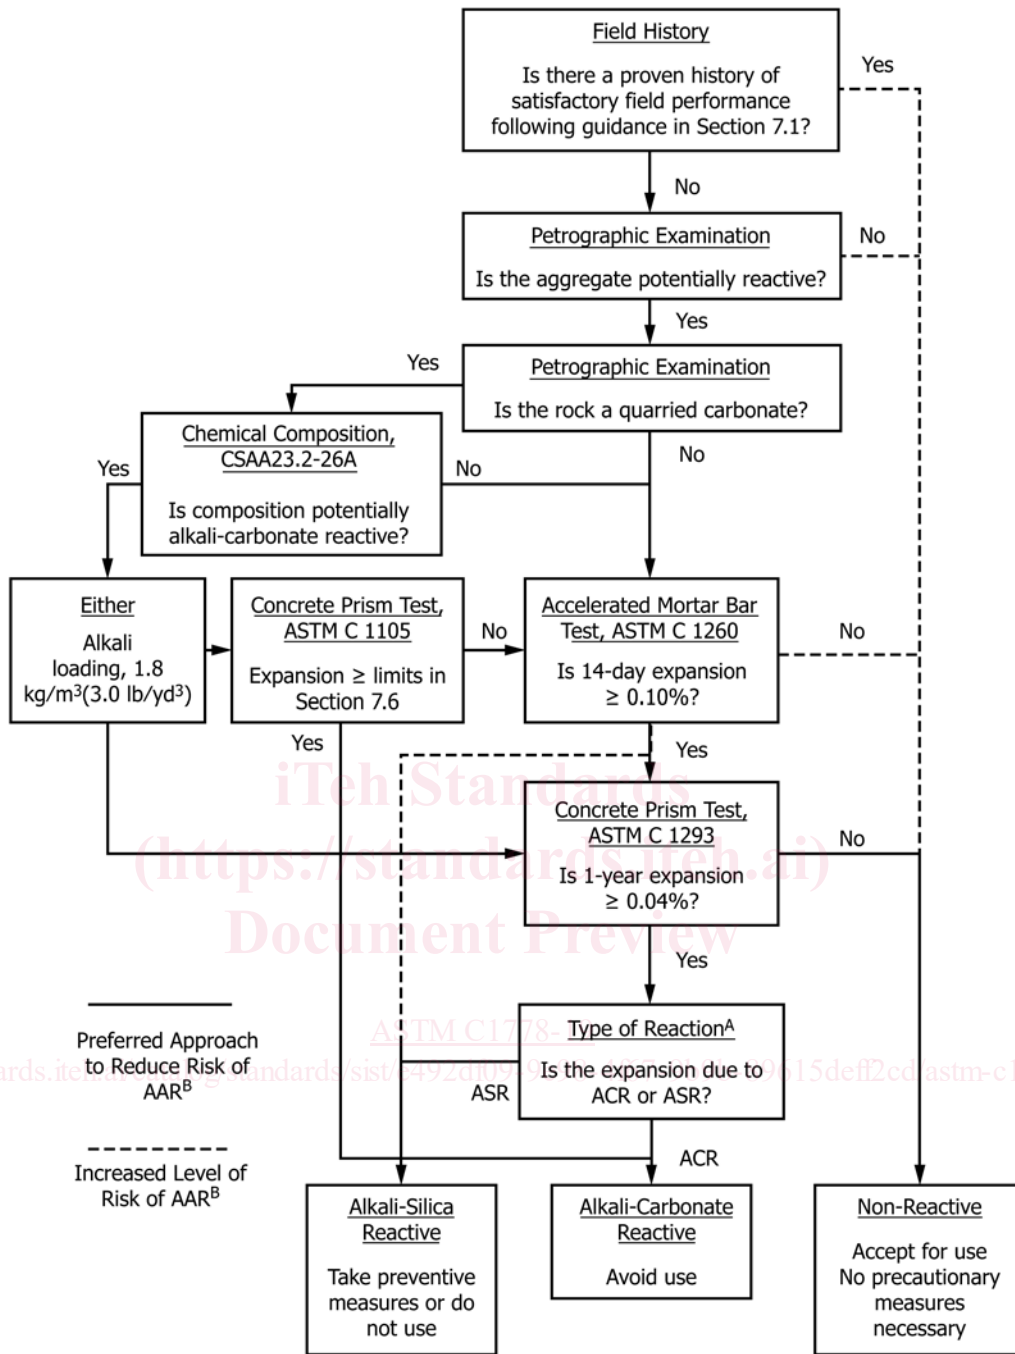 Field History
Is there a proven history of
satisfactory field performance
following guidance in Section 7.1?
Yes
No
Petrographic Examination
Is the aggregate potentially reactive?
No
Yes
Petrographic Examination
Is the rock a quarried carbonate?
Yes
No
Chemical Composition,
CSAA23.2-26A
Is composition potentially
alkali-carbonate reactive?
Yes
No
Either
Alkali
loading, 1.8
kg/m³(3.0 lb/yd³)
Concrete Prism Test,
ASTM C 1105
Expansion ≥ limits in
Section 7.6
No
Yes
Accelerated Mortar Bar
Test, ASTM C 1260
Is 14-day expansion
≥ 0.10%?
No
Yes
iTeh Standards
(https://standards.iteh.ai)
Document Preview
Concrete Prism Test,
ASTM C 1293
Is 1-year expansion
≥ 0.04%?
No
Yes
ASTM C1778-
Type of Reactionᴬ
Is the expansion due to
ACR or ASR?
ASR
ACR
Preferred Approach
to Reduce Risk of
AARᴮ
Increased Level of
Risk of AARᴮ
Alkali-Silica
Reactive
Take preventive
measures or do
not use
Alkali-Carbonate
Reactive
Avoid use
Non-Reactive
Accept for use
No precautionary
measures
necessary